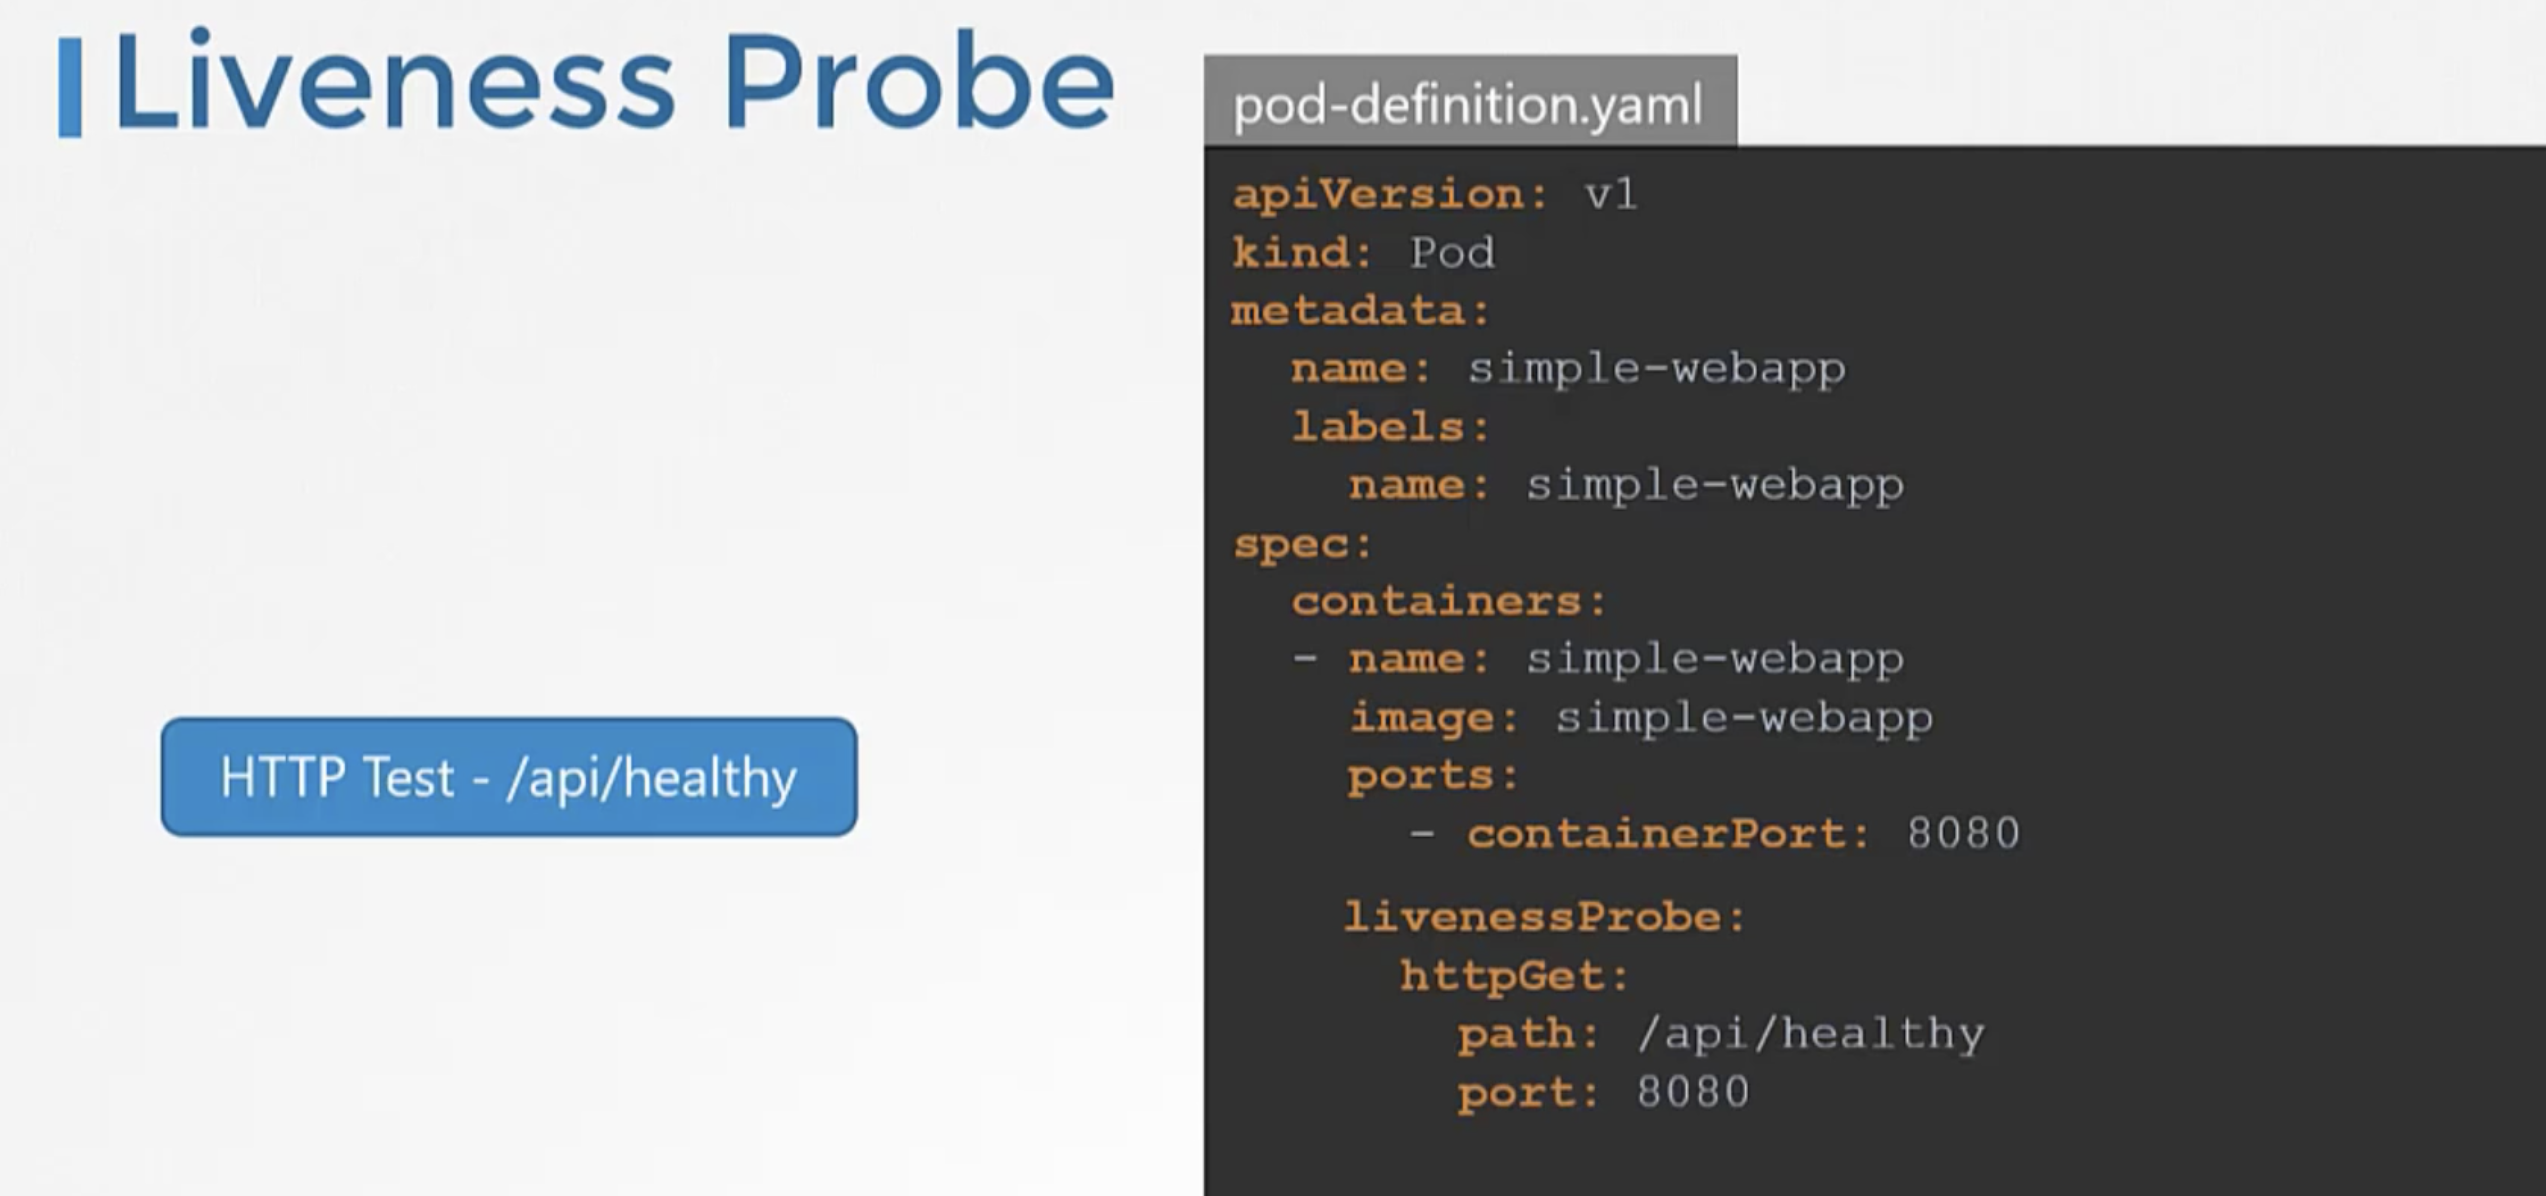 Liveness Probe
HTTP Test - /api/healthy
pod-definition.yaml
apiVersion: v1
kind: Pod
metadata:
  name: simple-webapp
  labels:
    name: simple-webapp
spec:
  containers:
  - name: simple-webapp
    image: simple-webapp
    ports:
      - containerPort: 8080
    livenessProbe:
      httpGet:
        path: /api/healthy
        port: 8080